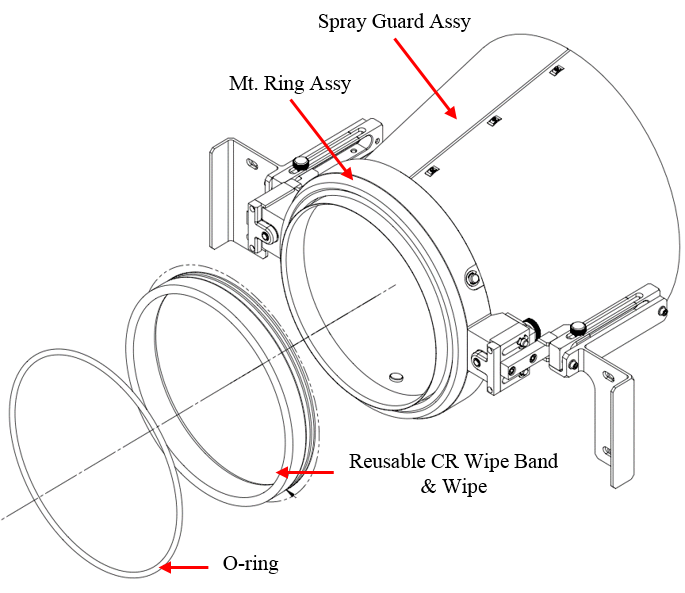 Spray Guard Assy
Mt. Ring Assy
Reusable CR Wipe Band
& Wipe
O-ring